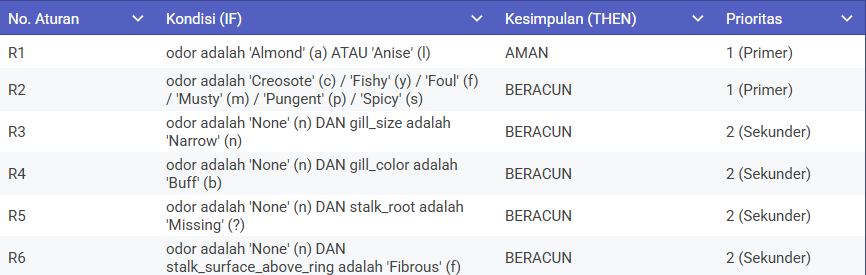 No. Aturan Kondisi (IF) Kesimpulan (THEN) Prioritas
R1 odor adalah 'Almond' (a) ATAU 'Anise' (l) AMAN 1 (Primer)
R2 odor adalah 'Creosote' (c) / 'Fishy' (y) / 'Foul' (f) BERACUN 1 (Primer)
/ 'Musty' (m) / 'Pungent' (p) / 'Spicy' (s)
R3 odor adalah 'None' (n) DAN gill_size adalah BERACUN 2 (Sekunder)
'Narrow' (n)
R4 odor adalah 'None' (n) DAN gill_color adalah BERACUN 2 (Sekunder)
'Buff' (b)
R5 odor adalah 'None' (n) DAN stalk_root adalah BERACUN 2 (Sekunder)
'Missing' (?)
R6 odor adalah 'None' (n) DAN BERACUN 2 (Sekunder)
stalk_surface_above_ring adalah 'Fibrous' (f)